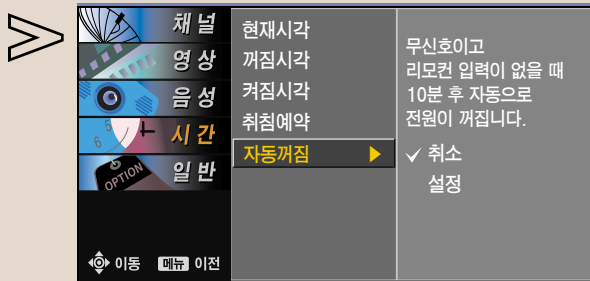 채널
영상
음성
시간
일반
6
5
OPTION
이동 메뉴 이전
현재시각
꺼짐시각
켜짐시각
취침예약
자동꺼짐
무신호이고
리모컨 입력이 없을 때
10분 후 자동으로
전원이 꺼집니다.
취소
설정